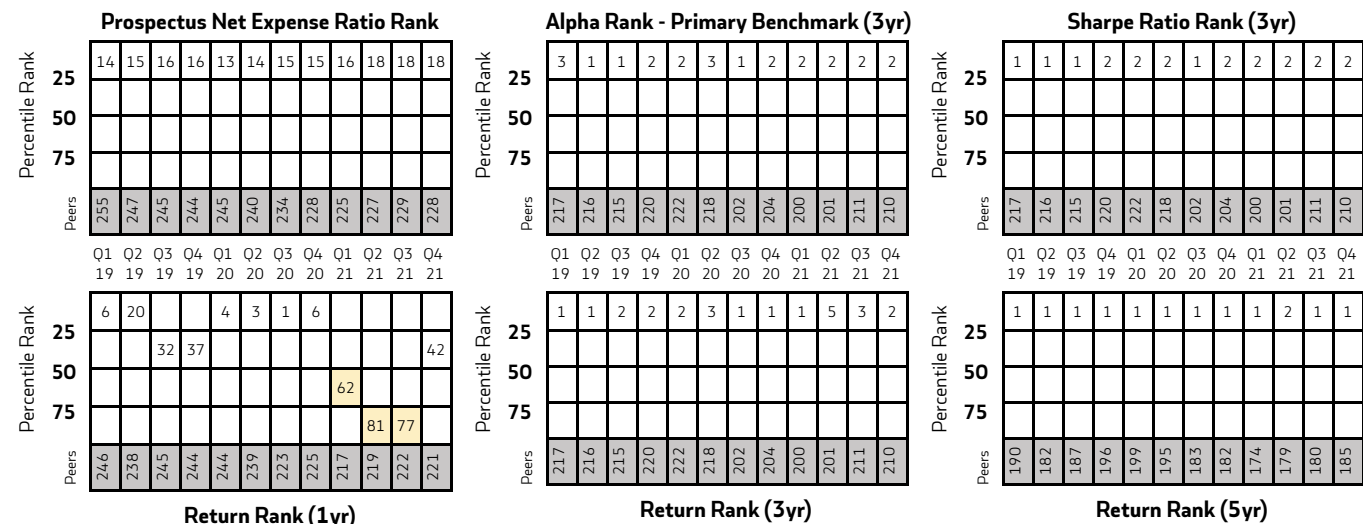 Prospectus Net Expense Ratio Rank
Percentile Rank
14 15 16 16 13 14 15 15 16 18 18 18
25
50
75
Peers
255 247 245 244 245 240 234 228 225 227 229 228
Q1 Q2 Q3 Q4 Q1 Q2 Q3 Q4 Q1 Q2 Q3 Q4
19 19 19 19 20 20 20 20 21 21 21 21
Alpha Rank - Primary Benchmark (3yr)
Percentile Rank
3 1 1 2 2 3 1 2 2 2 2 2
25
50
75
Peers
217 216 215 220 222 218 202 204 200 201 211 210
Q1 Q2 Q3 Q4 Q1 Q2 Q3 Q4 Q1 Q2 Q3 Q4
19 19 19 19 20 20 20 20 21 21 21 21
Sharpe Ratio Rank (3yr)
Percentile Rank
1 1 1 2 2 2 1 2 2 2 2 2
25
50
75
Peers
217 216 215 220 222 218 202 204 200 201 211 210
Q1 Q2 Q3 Q4 Q1 Q2 Q3 Q4 Q1 Q2 Q3 Q4
19 19 19 19 20 20 20 20 21 21 21 21
Percentile Rank
6 20 4 3 1 6
25
32 37 42
50
62
75
81 77
Peers
246 238 245 244 244 239 223 225 217 219 222 221
Return Rank (1yr)
Percentile Rank
1 1 2 2 2 3 1 1 1 5 3 2
25
50
75
Peers
217 216 215 220 222 218 202 204 200 201 211 210
Return Rank (3yr)
Percentile Rank
1 1 1 1 1 1 1 1 1 2 1 1
25
50
75
Peers
190 182 187 196 199 195 183 182 174 179 180 185
Return Rank (5yr)